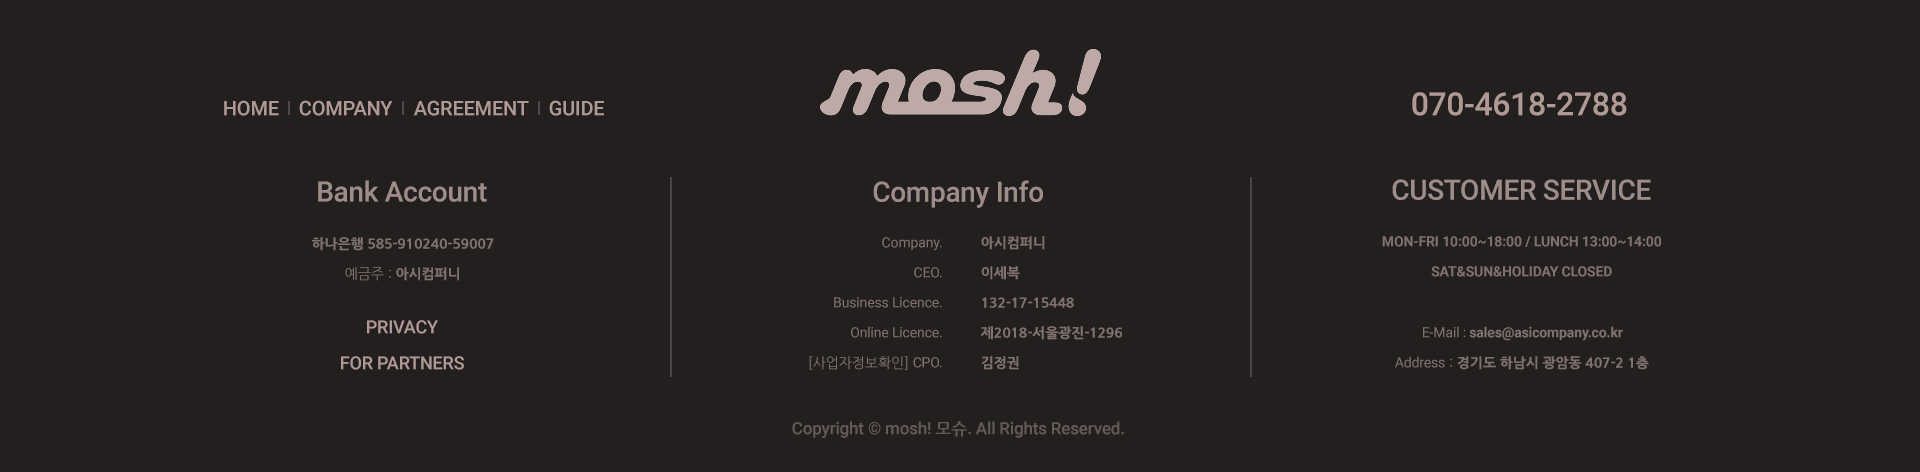 mosh!
HOME | COMPANY | AGREEMENT | GUIDE
070-4618-2788
Bank Account
하나은행 585-910240-59007
예금주 : 아시컴퍼니
PRIVACY
FOR PARTNERS
Company Info
Company. 아시컴퍼니
CEO. 이세복
Business Licence. 132-17-15448
Online Licence. 제2018-서울광진-1296
[사업자정보확인] CPO. 김정권
CUSTOMER SERVICE
MON-FRI 10:00~18:00 / LUNCH 13:00~14:00
SAT&SUN&HOLIDAY CLOSED
E-Mail : sales@asicompany.co.kr
Address : 경기도 하남시 광암동 407-2 1층
Copyright © mosh! 모슈. All Rights Reserved.